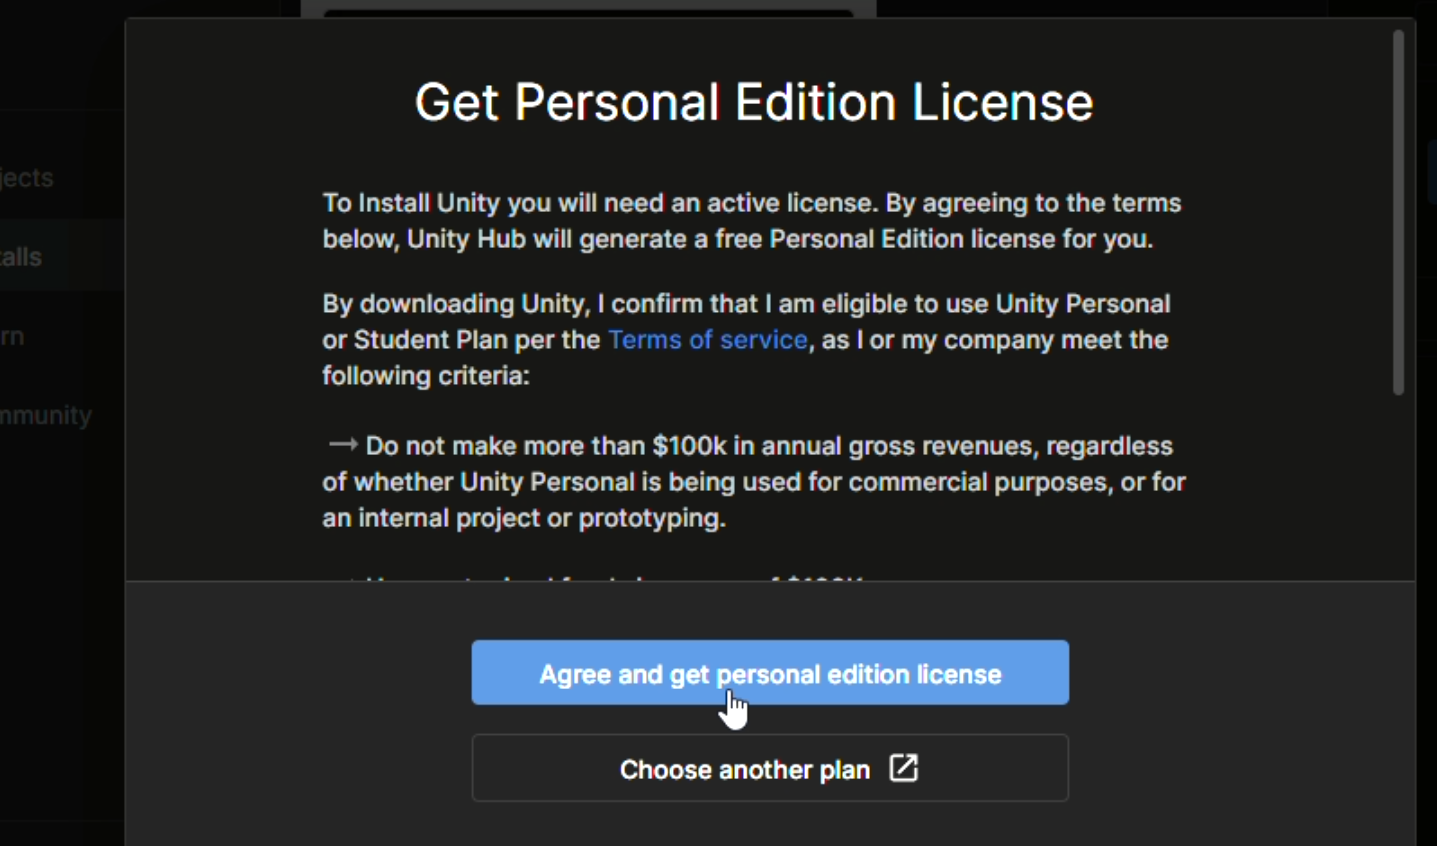 Get Personal Edition License
To Install Unity you will need an active license. By agreeing to the terms
below, Unity Hub will generate a free Personal Edition license for you.
By downloading Unity, I confirm that I am eligible to use Unity Personal
or Student Plan per the Terms of service, as I or my company meet the
following criteria:
→ Do not make more than $100k in annual gross revenues, regardless
of whether Unity Personal is being used for commercial purposes, or for
an internal project or prototyping.
jects
talls
rn
mmunity
Agree and get personal edition license
Choose another plan